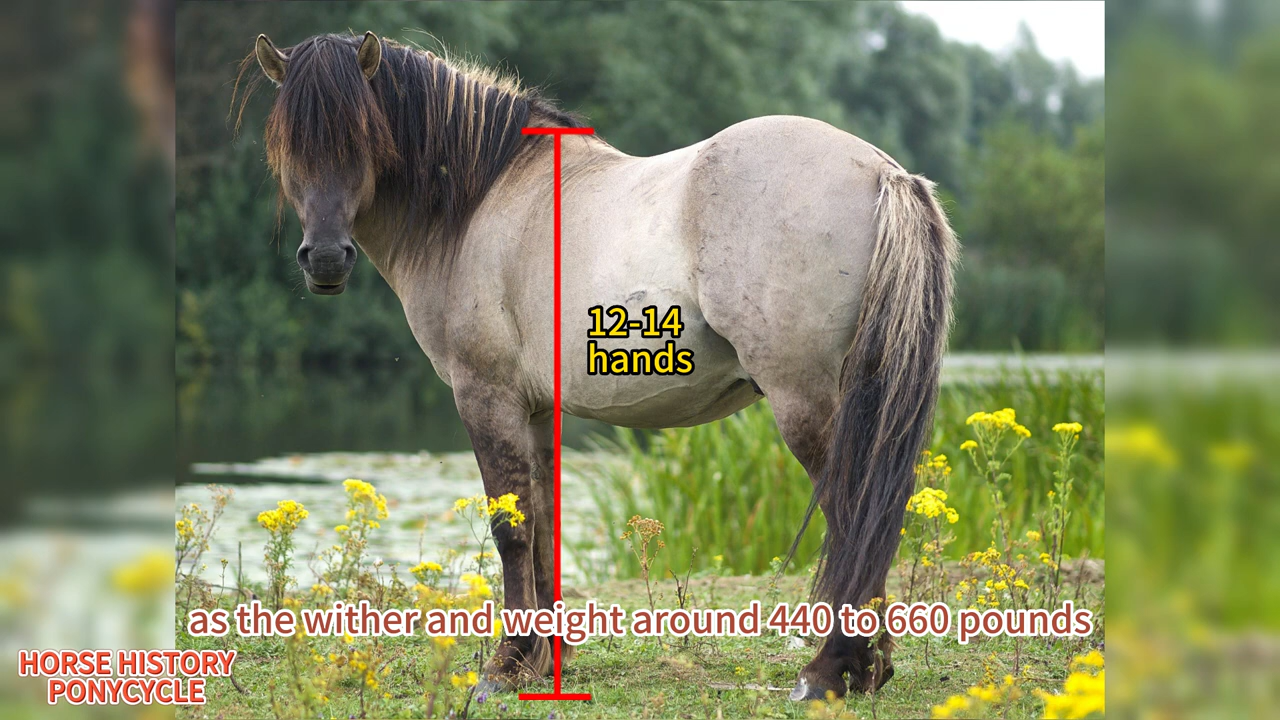 12-14
hands
as the wither and weight around 440 to 660 pounds
HORSE HISTORY
PONYCYCLE